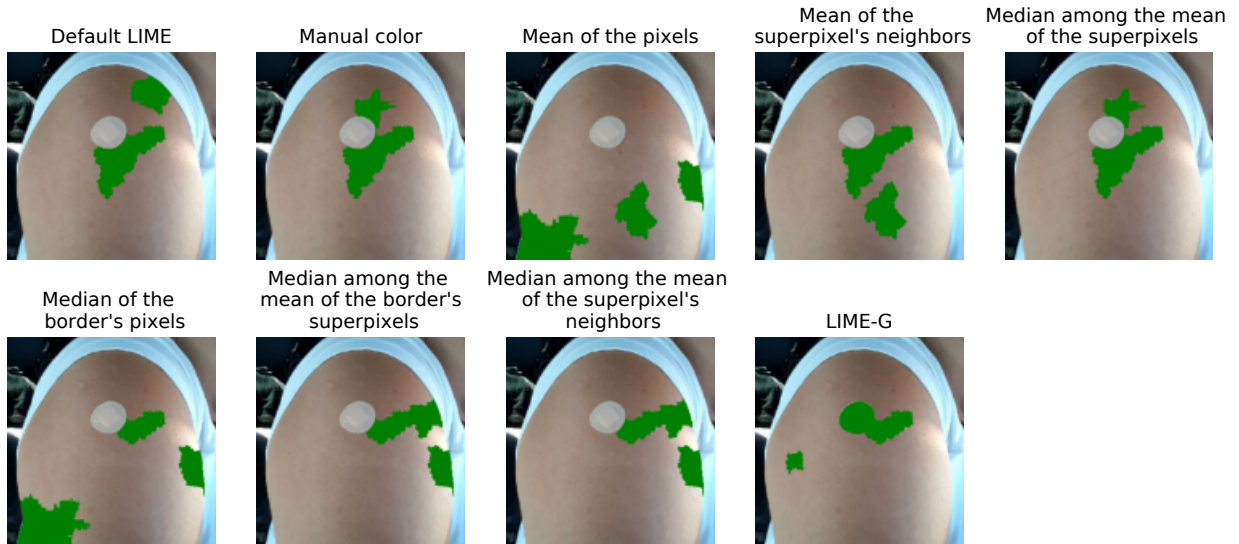 Default LIME
Manual color
Mean of the pixels
Mean of the
superpixel's neighbors
Median among the mean
of the superpixels
Median of the
border's pixels
Median among the
mean of the border's
superpixels
Median among the mean
of the superpixel's
neighbors
LIME-G